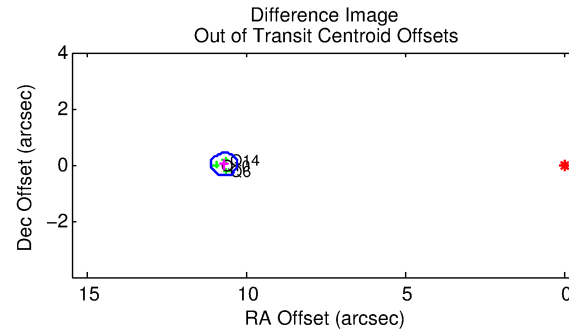 Difference Image
Out of Transit Centroid Offsets
Dec Offset (arcsec)
4
2
0
−2
Q14
Q6
15
10
5
0
RA Offset (arcsec)